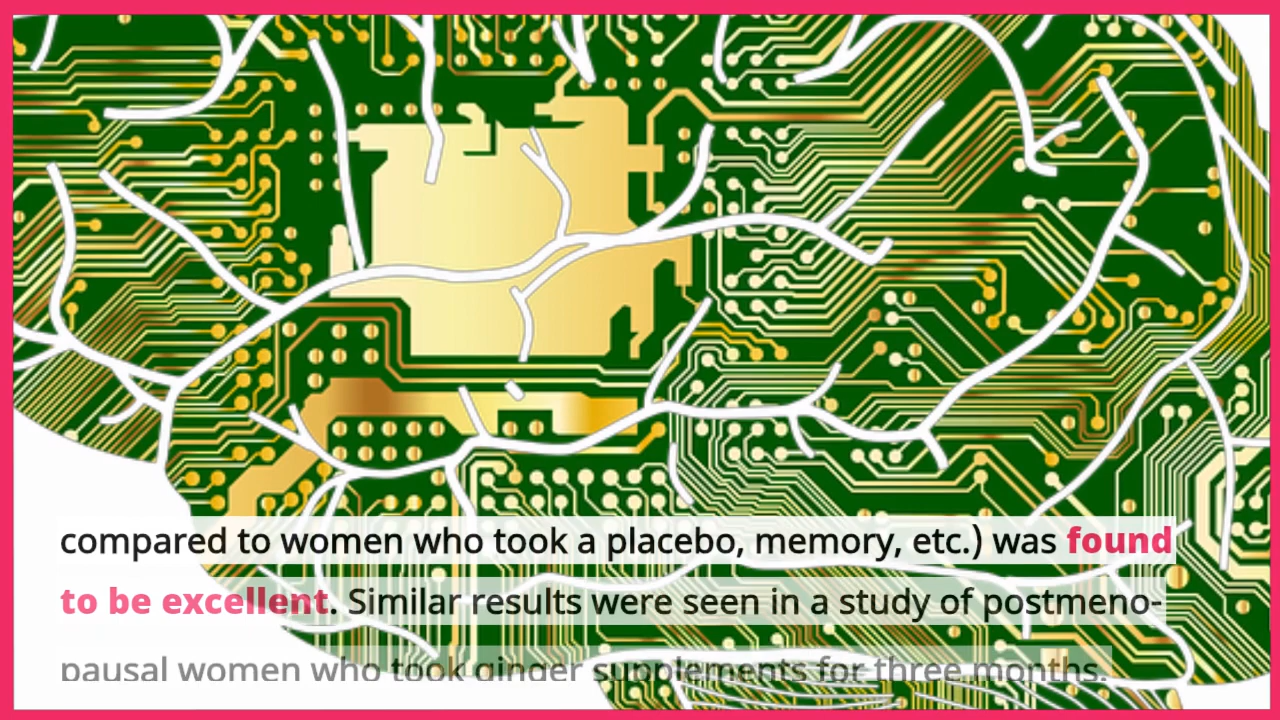 compared to women who took a placebo, memory, etc.) was found
to be excellent. Similar results were seen in a study of postmeno-
pausal women who took ginger supplements for three months.